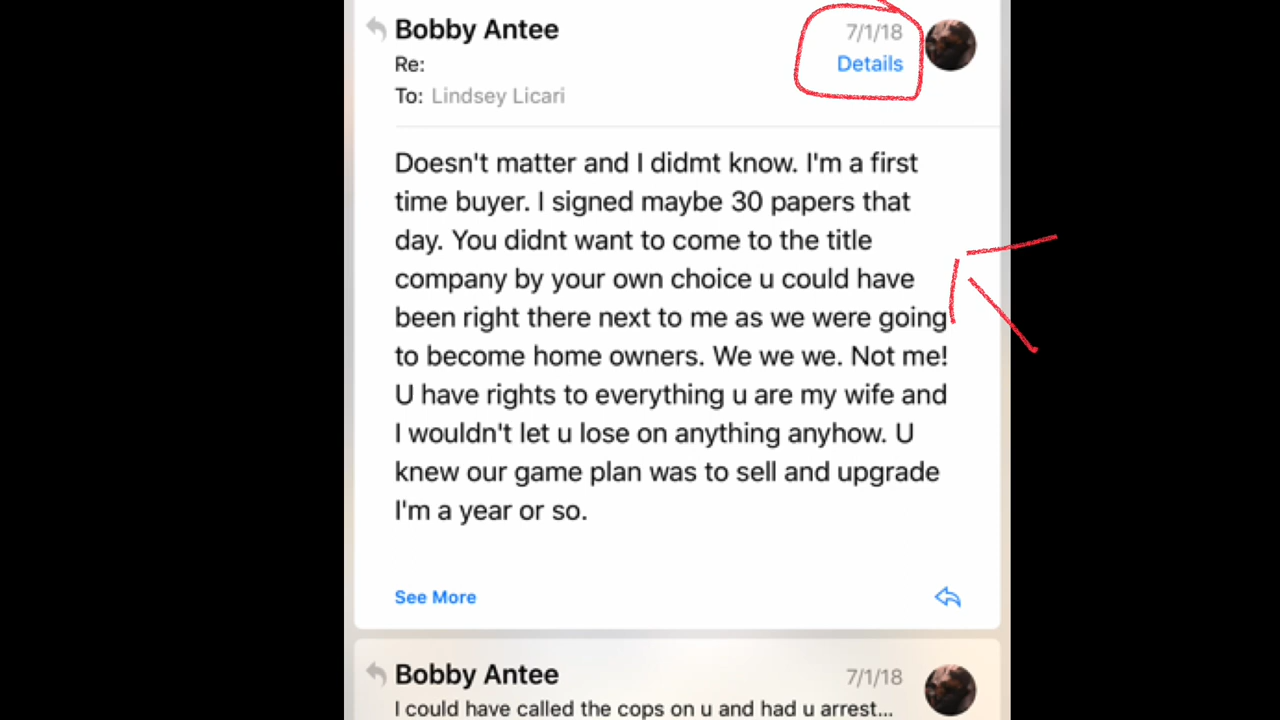 Bobby Antee
7/1/18
Re:
Details
To: Lindsey Licari
Doesn't matter and I didmt know. I'm a first
time buyer. I signed maybe 30 papers that
day. You didnt want to come to the title
company by your own choice u could have
been right there next to me as we were going
to become home owners. We we we. Not me!
U have rights to everything u are my wife and
I wouldn't let u lose on anything anyhow. U
knew our game plan was to sell and upgrade
I'm a year or so.
See More
Bobby Antee
7/1/18
I could have called the cops on u and had u arrest...